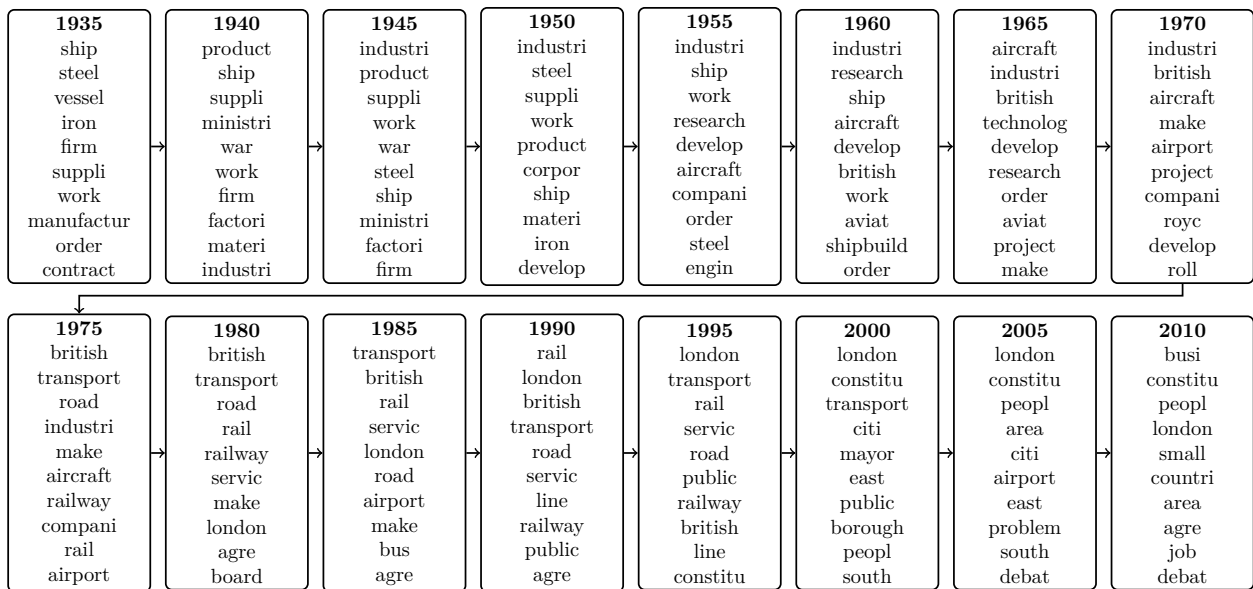 1935
ship
steel
vessel
iron
firm
suppli
work
manufactur
order
contract
1940
product
ship
suppli
ministri
war
work
firm
factori
materi
industri
1945
industri
product
suppli
work
war
steel
ship
ministri
factori
firm
1950
industri
steel
suppli
work
product
corpor
ship
materi
iron
develop
1955
industri
ship
work
research
develop
aircraft
compani
order
steel
engin
1960
industri
research
ship
aircraft
develop
british
work
aviat
shipbuild
order
1965
aircraft
industri
british
technolog
develop
research
order
aviat
project
make
1970
industri
british
aircraft
make
airport
project
compani
royc
develop
roll
1975
british
transport
road
industri
make
aircraft
railway
compani
rail
airport
1980
british
transport
road
rail
railway
servic
make
london
agre
board
1985
transport
british
rail
servic
london
road
airport
make
bus
agre
1990
rail
london
british
transport
road
servic
line
railway
public
agre
1995
london
transport
rail
servic
road
public
railway
british
line
constitu
2000
london
constitu
transport
citi
mayor
east
public
borough
peopl
south
2005
london
constitu
peopl
area
citi
airport
east
problem
south
debat
2010
busi
constitu
peopl
london
small
countri
area
agre
job
debat